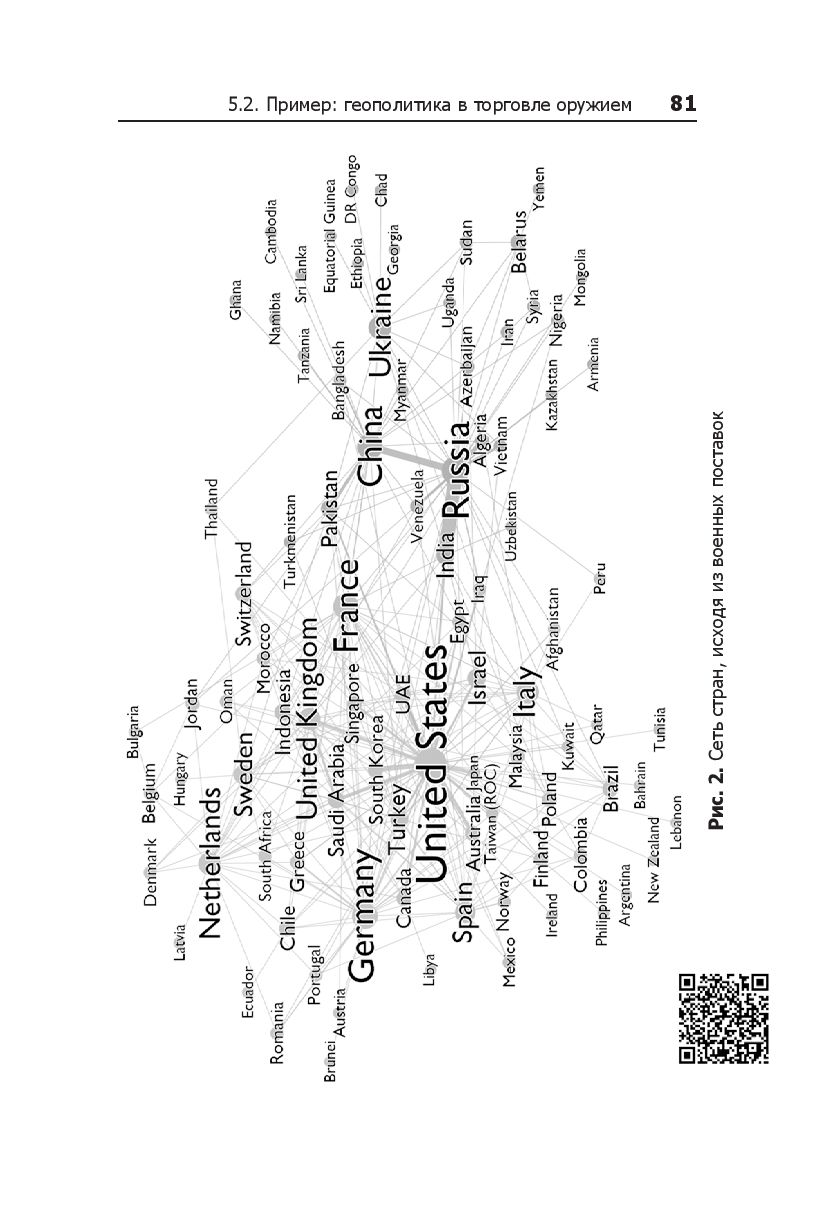 5.2. Пример: геополитика в торговле оружием 81
Bulgaria
Denmark
Belgium
Latvia
Hungary
Jordan
Netherlands
Thailand
Oman
Ghana
Sweden
Switzerland
Ecuador
South Africa
Morocco
Cambodia
Romania
Chile
Greece
Indonesia
Turkmenistan
Namibia
Sri Lanka
Tanzania
Portugal
United Kingdom
Brunei
Austria
Saudi Arabia
Pakistan
Bangladesh
Equatorial Guinea
Singapore
France
Ethiopia
DR Congo
Germany
South Korea
China
Ukraine
Chad
Georgia
Canada
Turkey
UAE
Myanmar
Libya
United States
Venezuela
India
Uganda
Spain
Egypt
Russia
Azerbaijan
Sudan
Australia
Japan
Israel
Iraq
Algeria
Taiwan (ROC)
Norway
Vietnam
Mexico
Malaysia
Italy
Uzbekistan
Iran
Belarus
Yemen
Finland
Poland
Syria
Ireland
Kuwait
Afghanistan
Kazakhstan
Nigeria
Colombia
Mongolia
Philippines
Brazil
Qatar
Peru
Armenia
Argentina
Bahrain
New Zealand
Tunisia
Lebanon
Рис. 2. Сеть стран, исходя из военных поставок